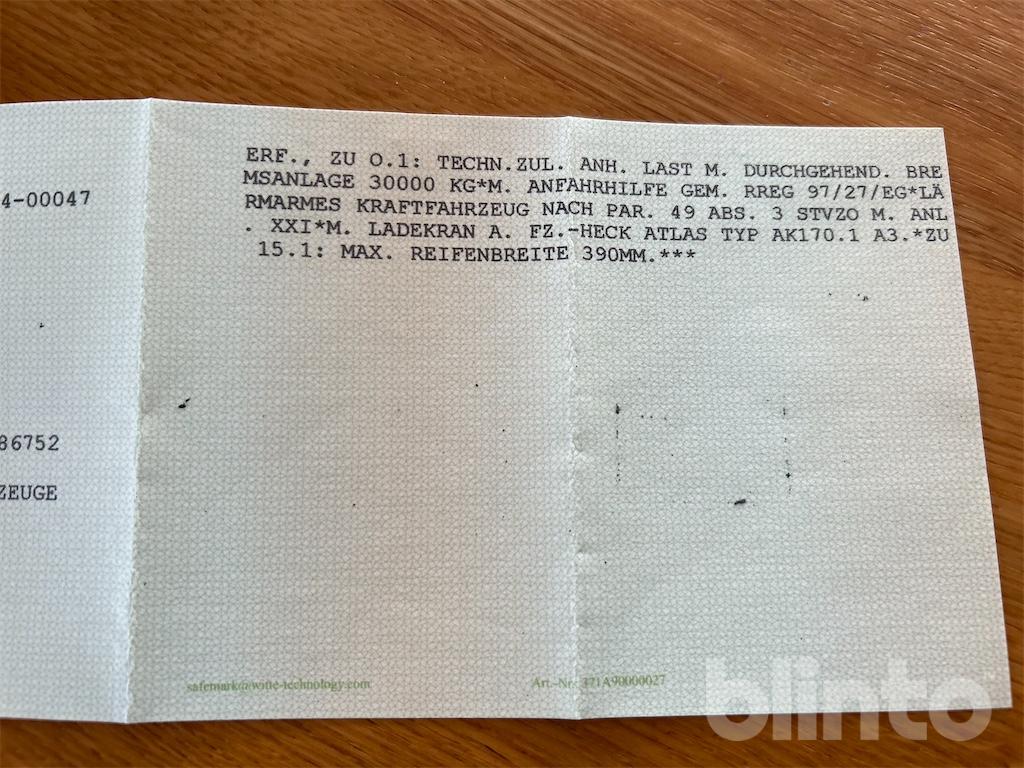 4-00047
ERF., ZU O.1: TECHN.ZUL. ANH. LAST M. DURCHGEHEND. BRE
MSANLAGE 30000 KG*M. ANFAHRHILFE GEM. RREG 97/27/EG*LÄ
RMARMES KRAFTFAHRZEUG NACH PAR. 49 ABS. 3 STVZO M. ANL
. XXI*M. LADEKRAN A. FZ.-HECK ATLAS TYP AK170.1 A3.*ZU
15.1: MAX. REIFENBREITE 390MM.***
86752
ZEUGE
safemark@witte-technology.com
Art.-Nr. 371A90000027
blinto